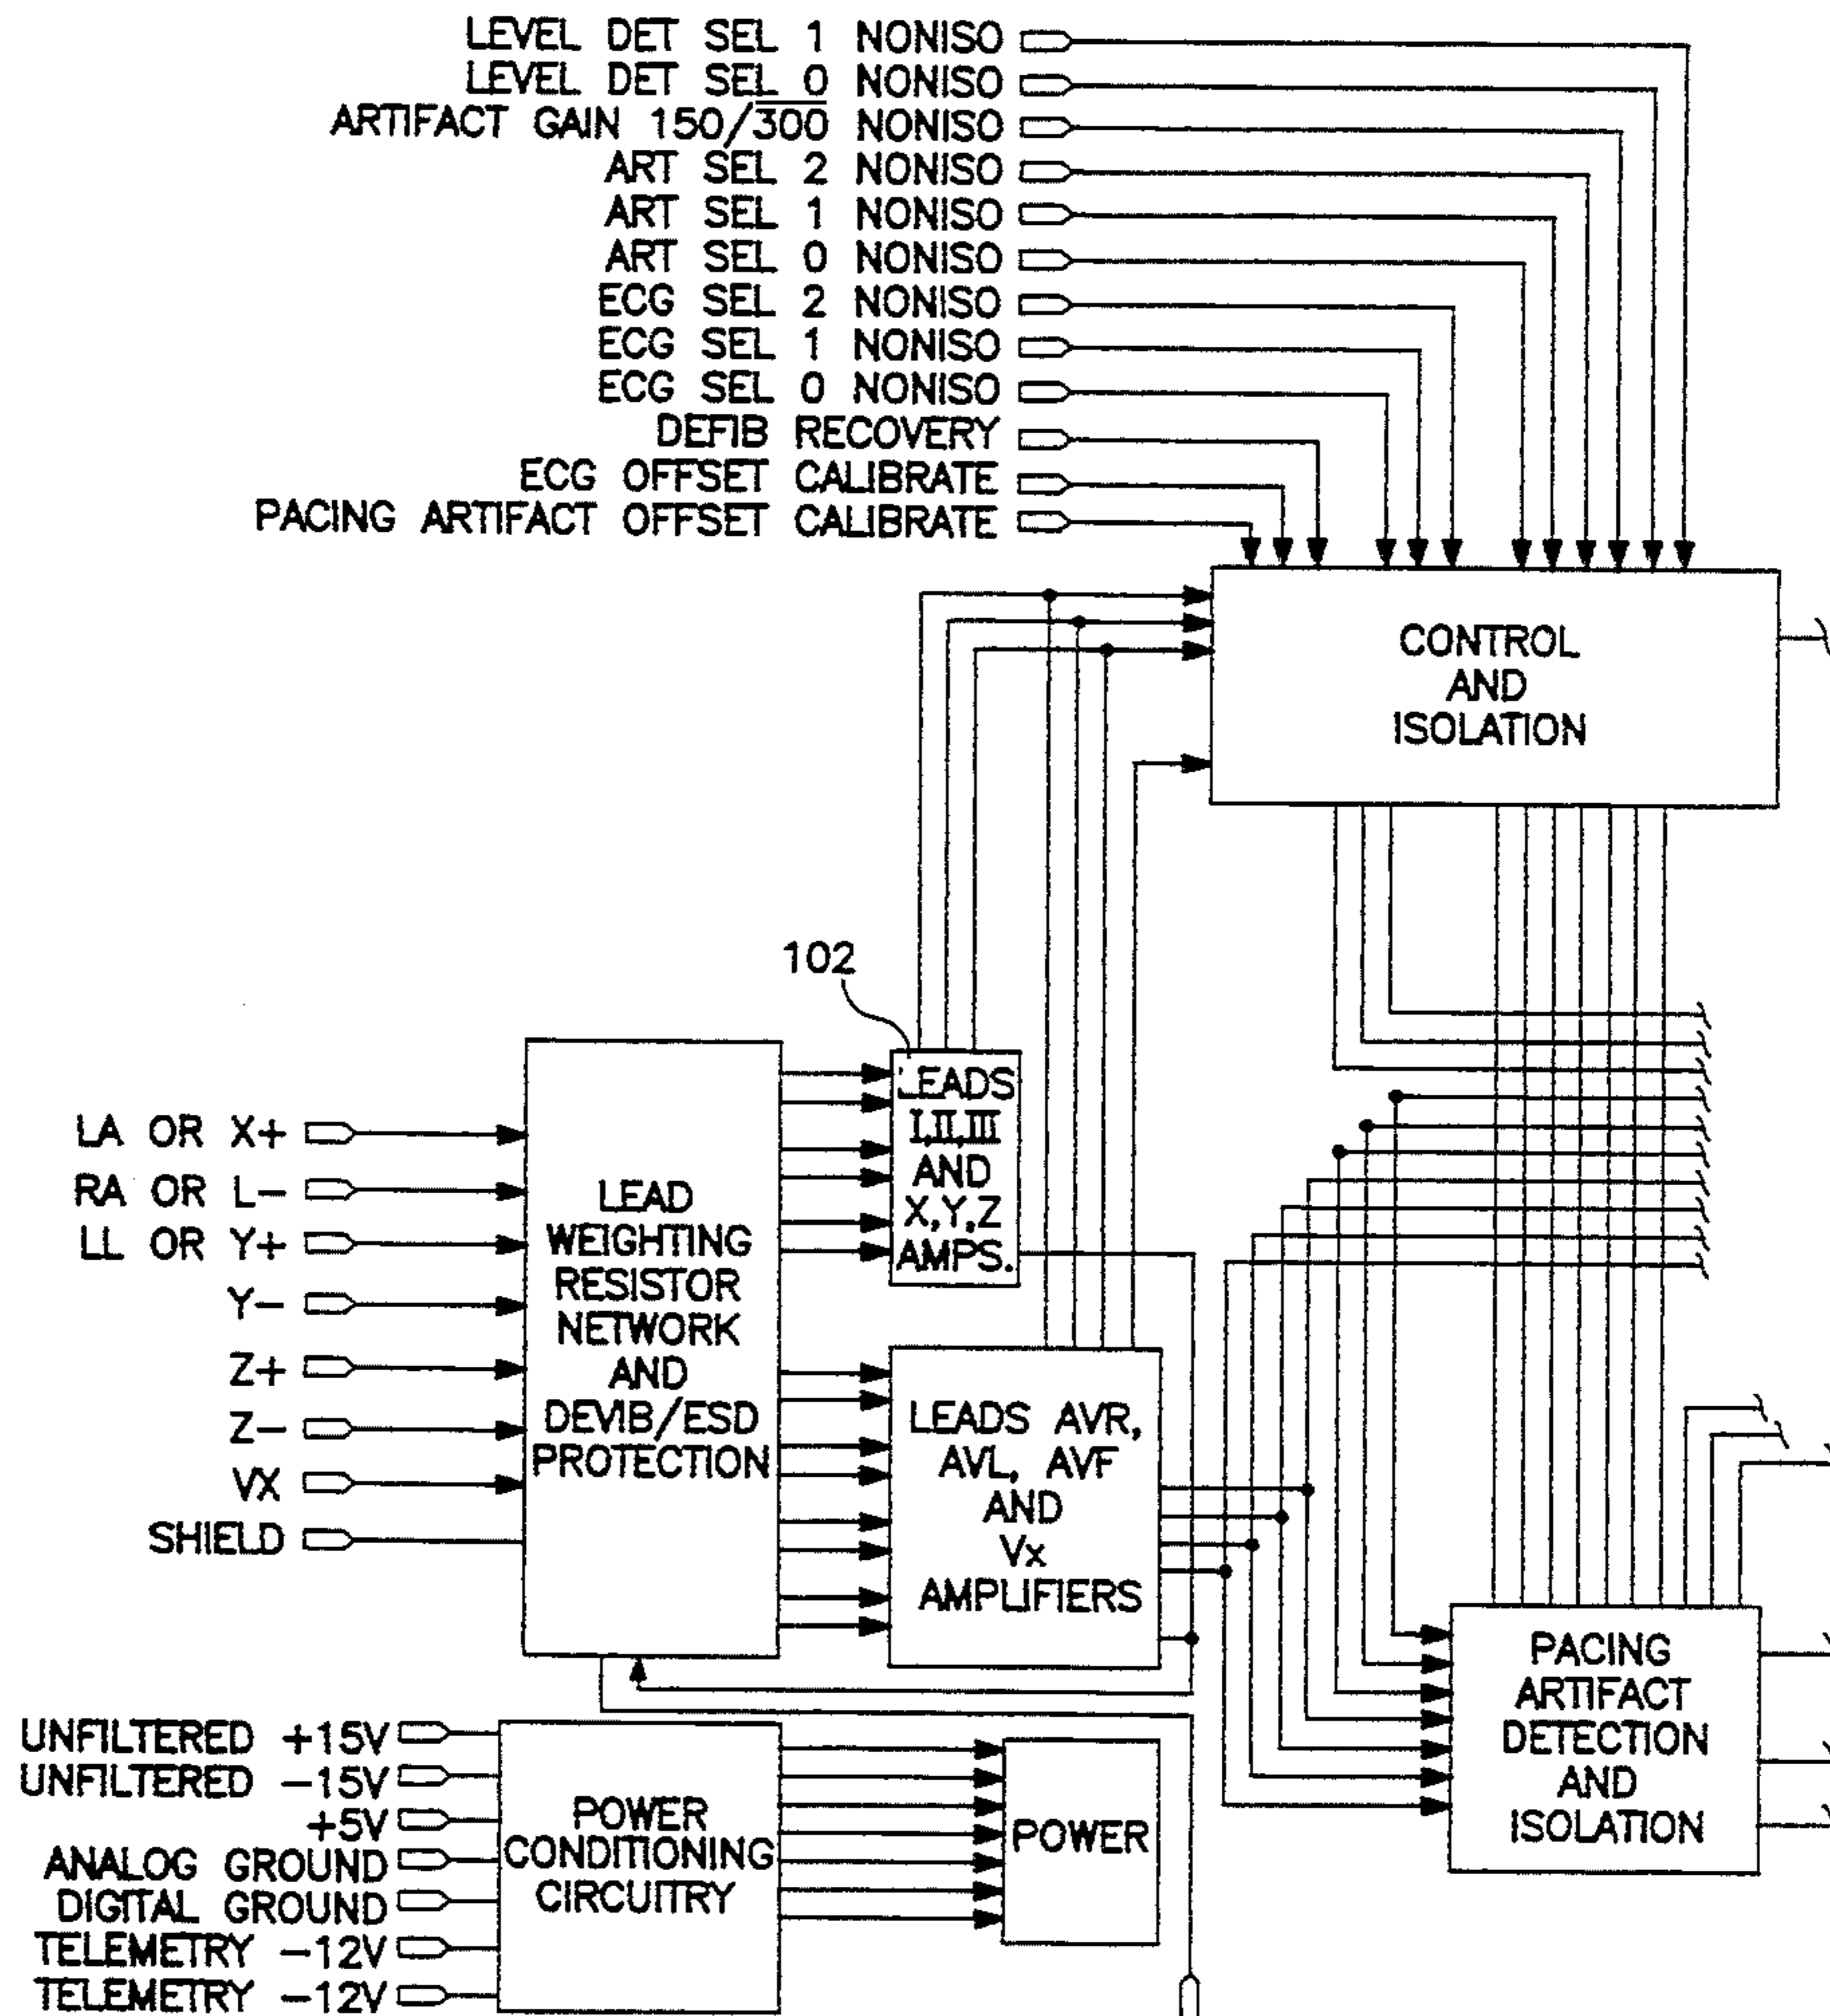 LEVEL DET SEL 1 NONISO
LEVEL DET SEL 0 NONISO
ARTIFACT GAIN 150/3̅0̅0̅ NONISO
ART SEL 2 NONISO
ART SEL 1 NONISO
ART SEL 0 NONISO
ECG SEL 2 NONISO
ECG SEL 1 NONISO
ECG SEL 0 NONISO
DEFIB RECOVERY
ECG OFFSET CALIBRATE
PACING ARTIFACT OFFSET CALIBRATE
CONTROL
AND
ISOLATION
102
LEADS
I,II,III
AND
X,Y,Z
AMPS.
LA OR X+
RA OR L−
LL OR Y+
Y−
Z+
Z−
VX
SHIELD
LEAD
WEIGHTING
RESISTOR
NETWORK
AND
DEVIB/ESD
PROTECTION
LEADS AVR,
AVL, AVF
AND
Vx
AMPLIFIERS
PACING
ARTIFACT
DETECTION
AND
ISOLATION
UNFILTERED +15V
UNFILTERED −15V
+5V
ANALOG GROUND
DIGITAL GROUND
TELEMETRY −12V
TELEMETRY −12V
POWER
CONDITIONING
CIRCUITRY
POWER